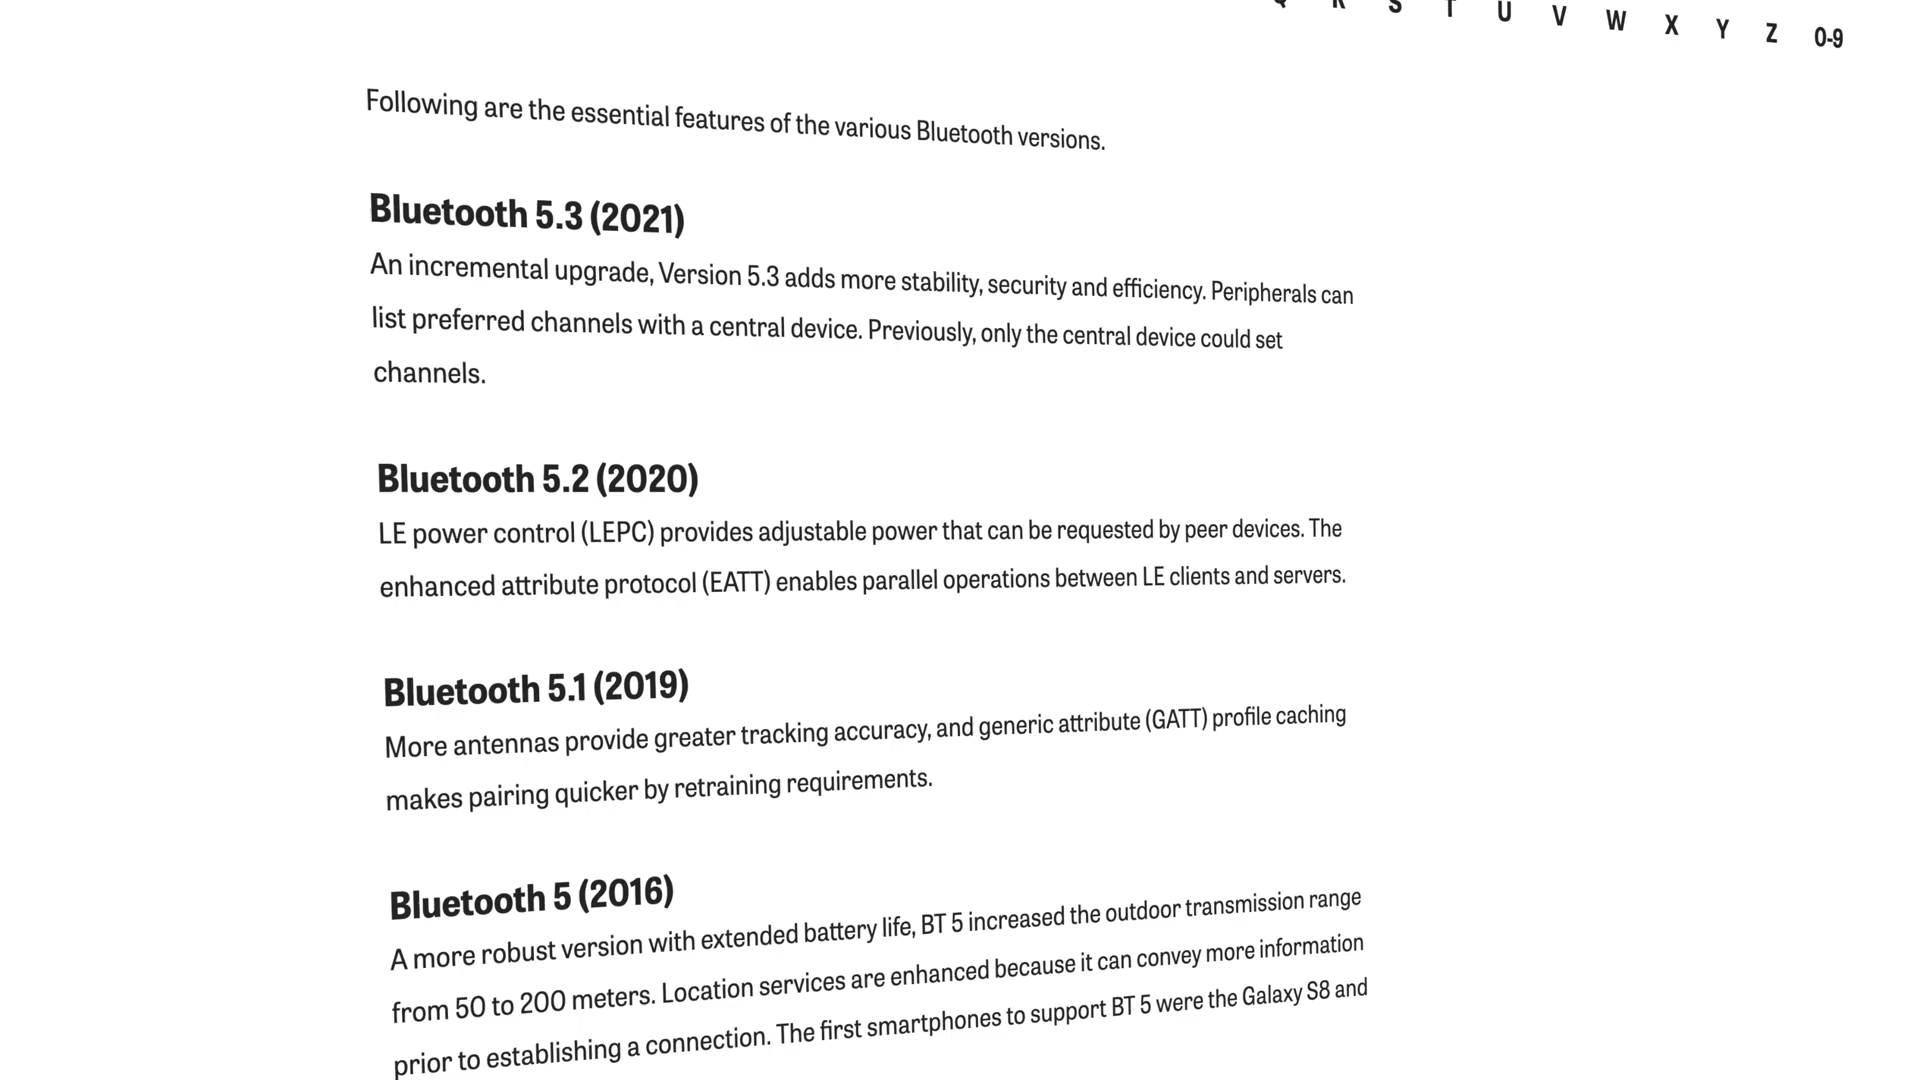 Q R S T U V W X Y Z 0-9
Following are the essential features of the various Bluetooth versions.
Bluetooth 5.3 (2021)
An incremental upgrade, Version 5.3 adds more stability, security and efficiency. Peripherals can
list preferred channels with a central device. Previously, only the central device could set
channels.
Bluetooth 5.2 (2020)
LE power control (LEPC) provides adjustable power that can be requested by peer devices. The
enhanced attribute protocol (EATT) enables parallel operations between LE clients and servers.
Bluetooth 5.1 (2019)
More antennas provide greater tracking accuracy, and generic attribute (GATT) profile caching
makes pairing quicker by retraining requirements.
Bluetooth 5 (2016)
A more robust version with extended battery life, BT 5 increased the outdoor transmission range
from 50 to 200 meters. Location services are enhanced because it can convey more information
prior to establishing a connection. The first smartphones to support BT 5 were the Galaxy S8 and